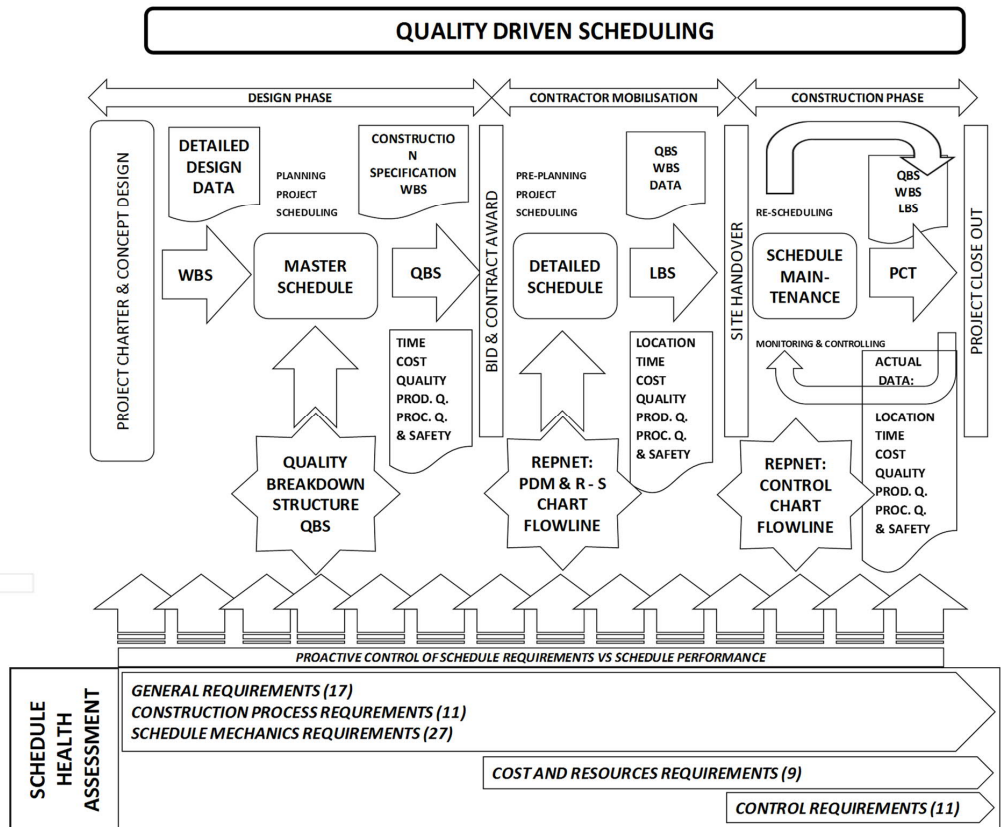 QUALITY DRIVEN SCHEDULING
DESIGN PHASE
CONTRACTOR MOBILISATION
CONSTRUCTION PHASE
PROJECT CHARTER & CONCEPT DESIGN
DETAILED
DESIGN
DATA
WBS
PLANNING
PROJECT
SCHEDULING
MASTER
SCHEDULE
CONSTRUCTIO
N
SPECIFICATION
WBS
QBS
TIME
COST
QUALITY
PROD. Q.
PROC. Q.
& SAFETY
QUALITY
BREAKDOWN
STRUCTURE
QBS
BID & CONTRACT AWARD
PRE-PLANNING
PROJECT
SCHEDULING
DETAILED
SCHEDULE
QBS
WBS
DATA
LBS
LOCATION
TIME
COST
QUALITY
PROD. Q.
PROC. Q.
& SAFETY
REPNET:
PDM & R - S
CHART
FLOWLINE
SITE HANDOVER
RE-SCHEDULING
SCHEDULE
MAIN-
TENANCE
QBS
WBS
LBS
PCT
MONITORING & CONTROLLING
ACTUAL
DATA:
LOCATION
TIME
COST
QUALITY
PROD. Q.
PROC. Q.
& SAFETY
REPNET:
CONTROL
CHART
FLOWLINE
PROJECT CLOSE OUT
PROACTIVE CONTROL OF SCHEDULE REQUIREMENTS VS SCHEDULE PERFORMANCE
SCHEDULE
HEALTH
ASSESSMENT
GENERAL REQUIREMENTS (17)
CONSTRUCTION PROCESS REQUREMENTS (11)
SCHEDULE MECHANICS REQUIREMENTS (27)
COST AND RESOURCES REQUIREMENTS (9)
CONTROL REQUIREMENTS (11)